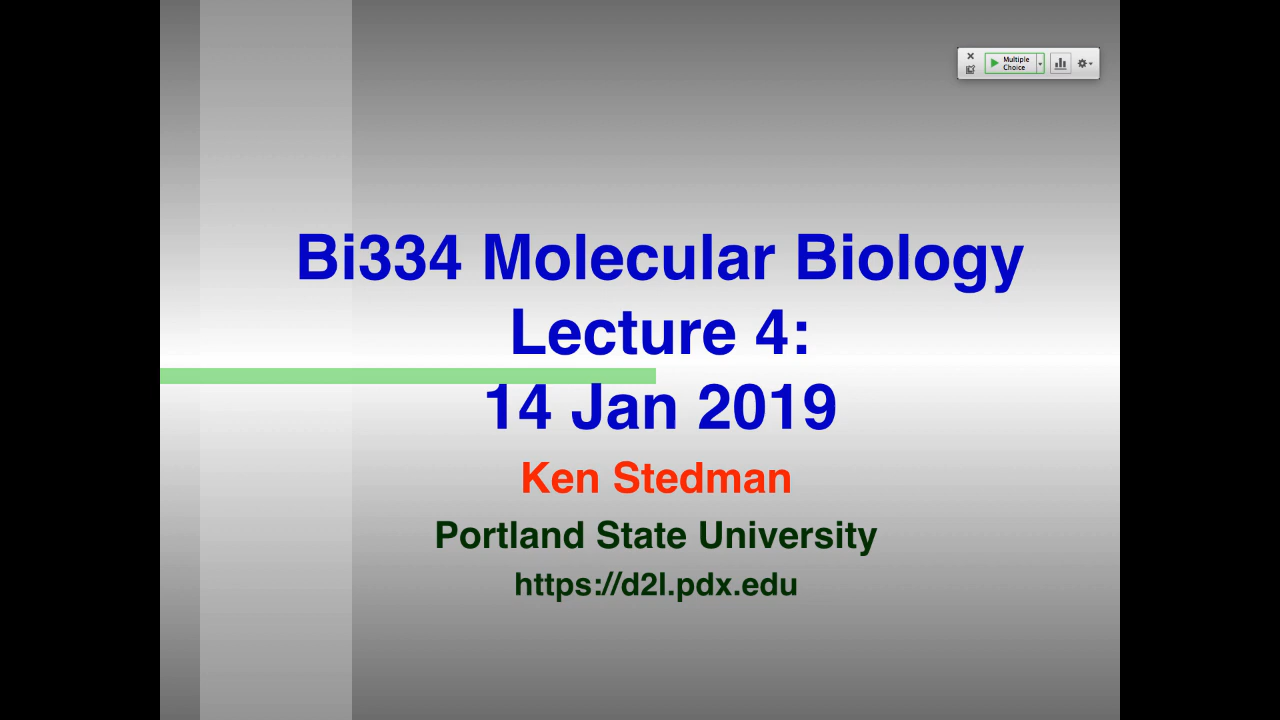 Multiple
Choice
Bi334 Molecular Biology
Lecture 4:
14 Jan 2019
Ken Stedman
Portland State University
https://d2l.pdx.edu